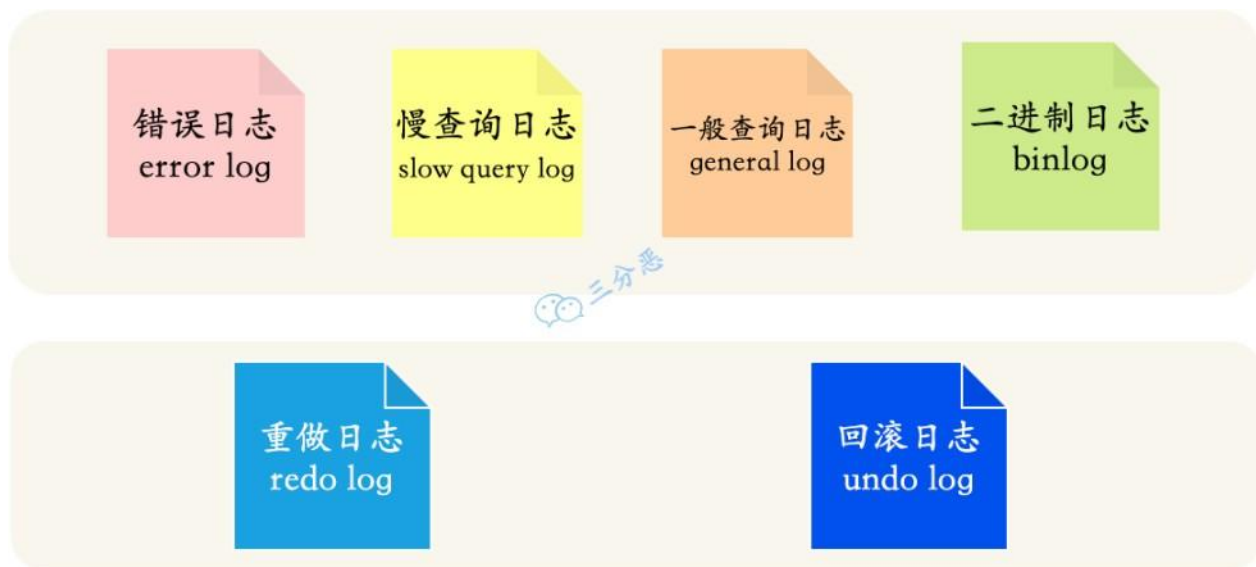 错误日志
error log
慢查询日志
slow query log
一般查询日志
general log
二进制日志
binlog
三分恶
重做日志
redo log
回滚日志
undo log